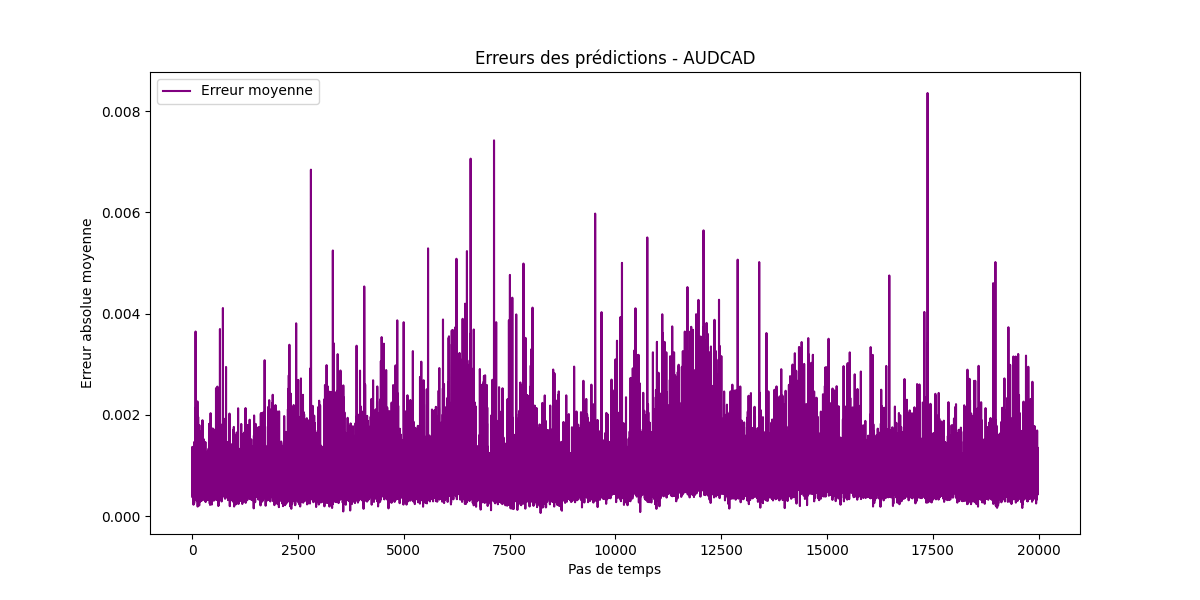 Erreurs des prédictions - AUDCAD
Erreur moyenne
Erreur absolue moyenne
0.008
0.006
0.004
0.002
0.000
0 2500 5000 7500 10000 12500 15000 17500 20000
Pas de temps